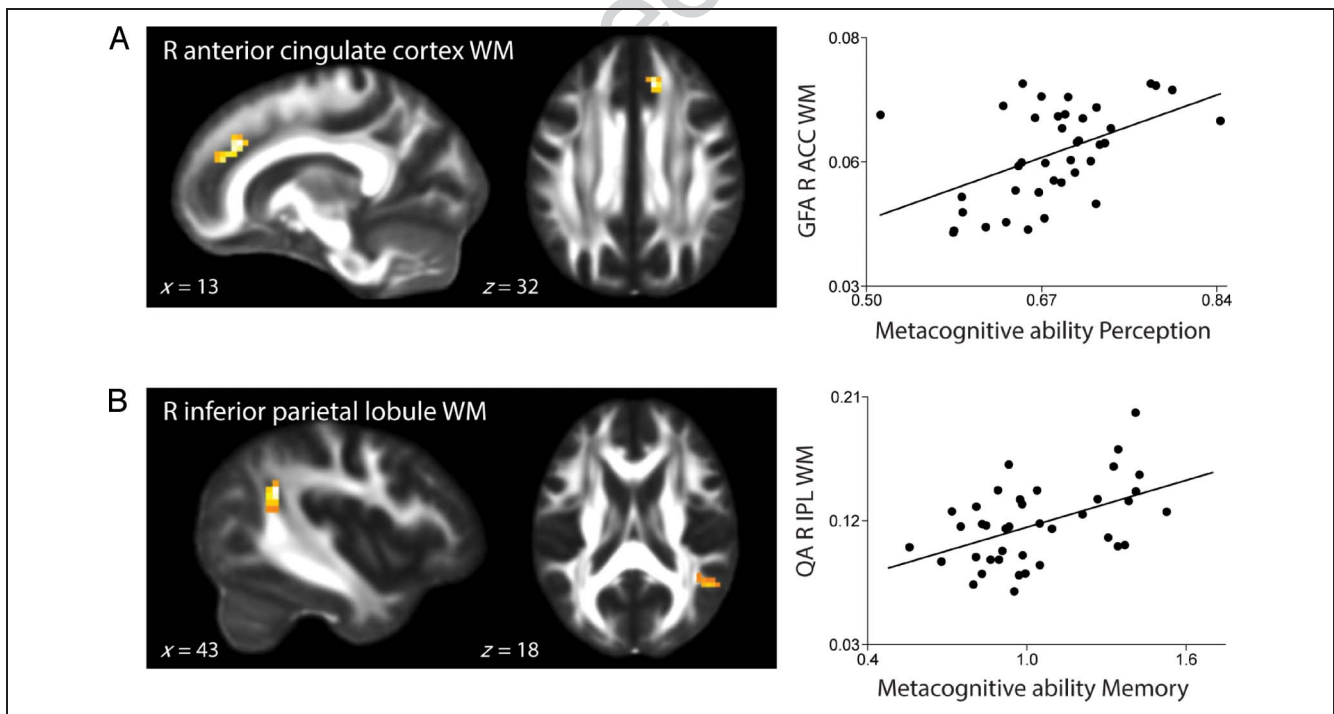 A
R anterior cingulate cortex WM
x = 13
z = 32
0.08
0.06
0.03
GFA R ACC WM
0.50
0.67
0.84
Metacognitive ability Perception
B
R inferior parietal lobule WM
x = 43
z = 18
0.21
0.12
0.03
QA R IPL WM
0.4
1.0
1.6
Metacognitive ability Memory